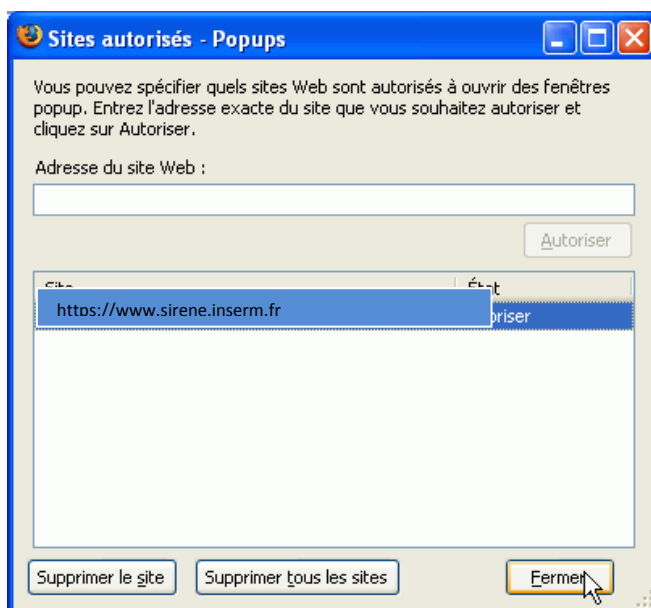 Sites autorisés - Popups
Vous pouvez spécifier quels sites Web sont autorisés à ouvrir des fenêtres
popup. Entrez l'adresse exacte du site que vous souhaitez autoriser et
cliquez sur Autoriser.
Adresse du site Web :
Autoriser
Site État
https://www.sirene.inserm.fr
Supprimer le site Supprimer tous les sites Fermer